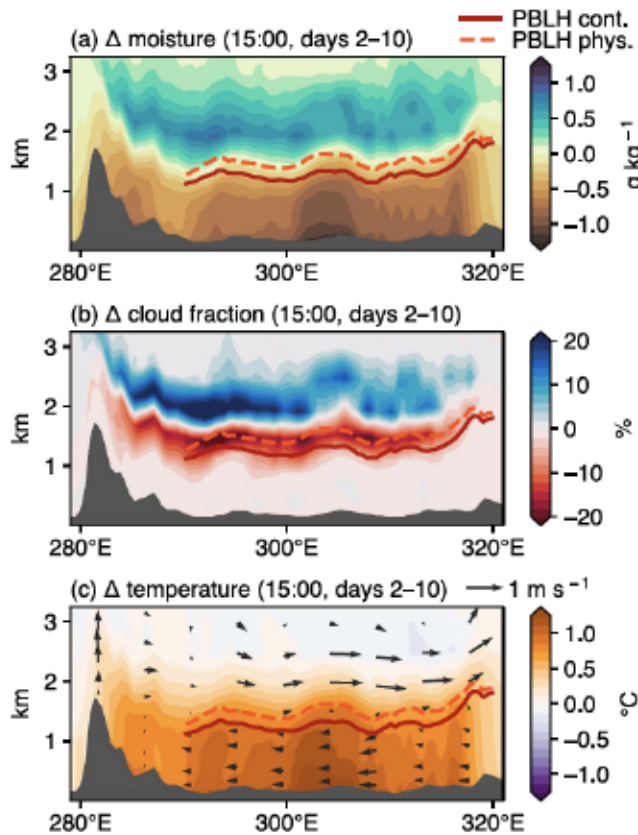 PBLH cont.
(a) Δ moisture (15:00, days 2–10)
PBLH phys.
3
2
1
km
280°E
300°E
320°E
1.0
0.5
0.0
−0.5
−1.0
g kg⁻¹
(b) Δ cloud fraction (15:00, days 2–10)
3
2
1
km
280°E
300°E
320°E
20
10
0
−10
−20
%
(c) Δ temperature (15:00, days 2–10)
1 m s⁻¹
3
2
1
km
280°E
300°E
320°E
1.0
0.5
0.0
−0.5
−1.0
°C